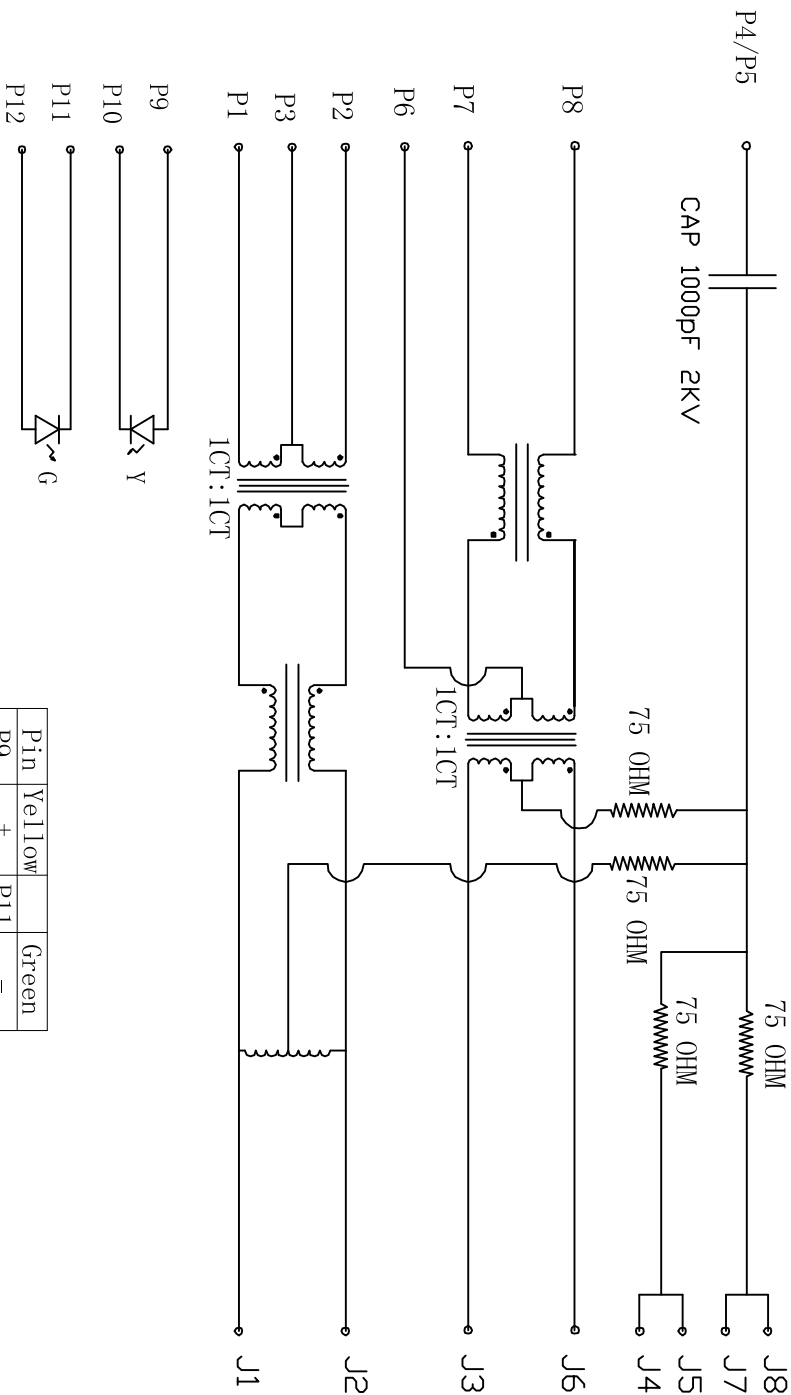 P4/P5
CAP 1000pF 2KV
75 OHM
J8
J7
75 OHM
J5
J4
75 OHM
75 OHM
P8
J6
P7
J3
1CT:1CT
P6
P2
J2
P3
P1
J1
1CT:1CT
P9
P10
Y
P11
P12
G
Pin Yellow Green
P9 + P11 -